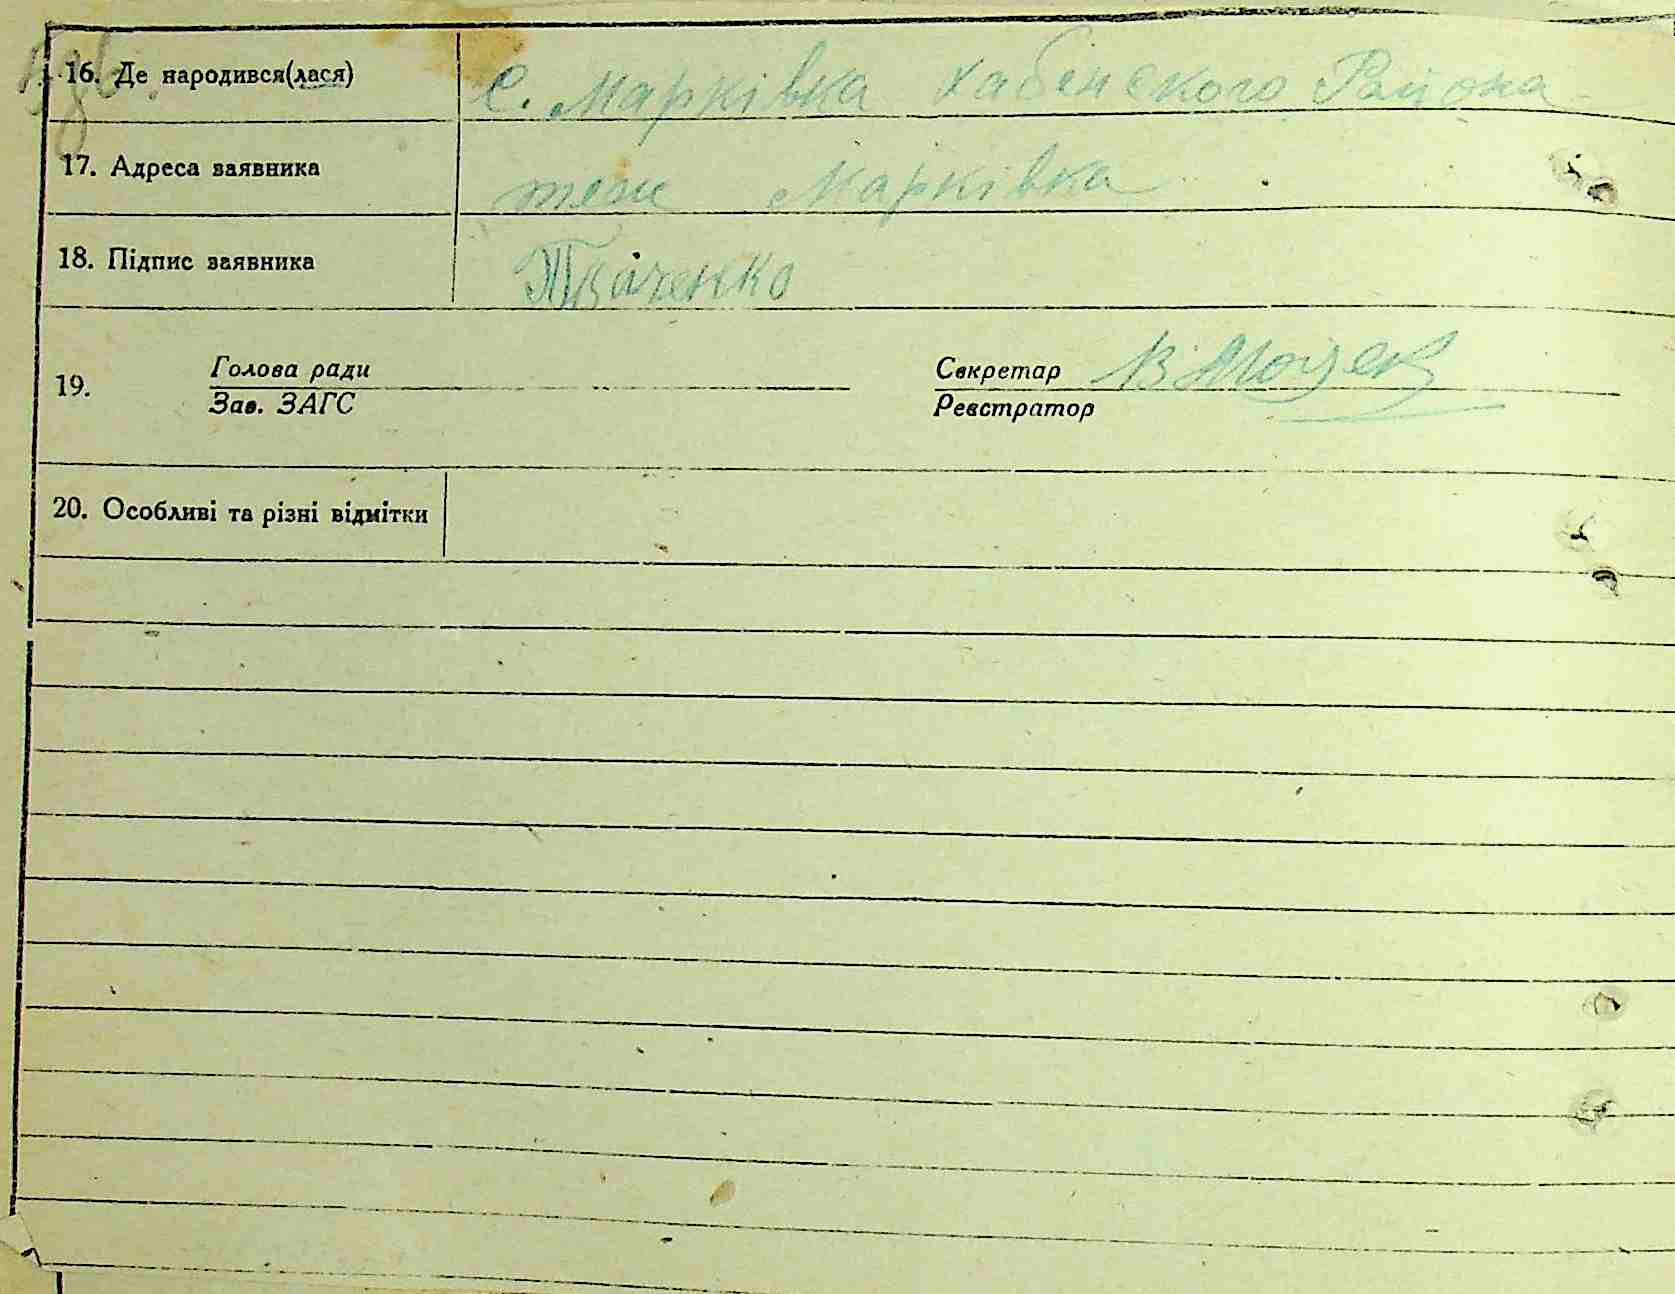 16. Де народився(лася) с. Марківка хабенского Района
17. Адреса заявника теж Марківка
18. Підпис заявника Ткаченко
19. Голова ради Секретар
Зав. ЗАГС Реєстратор
20. Особливі та різні відмітки